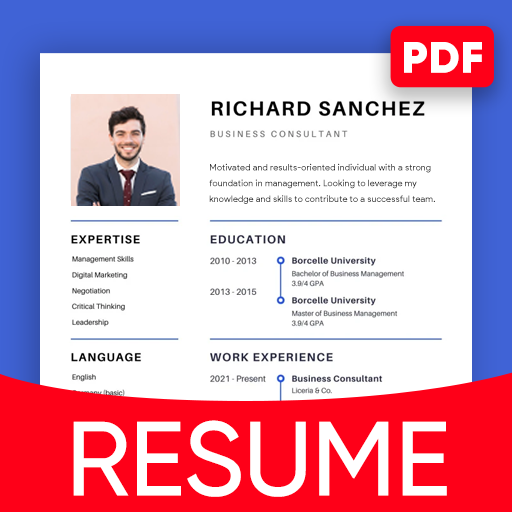 PDF
RICHARD SANCHEZ
BUSINESS CONSULTANT
Motivated and results-oriented individual with a strong
foundation in management. Looking to leverage my
knowledge and skills to contribute to a successful team.
EXPERTISE
Management Skills
Digital Marketing
Negotiation
Critical Thinking
Leadership
LANGUAGE
English
Germany (basic)
EDUCATION
2010 - 2013
Borcelle University
Bachelor of Business Management
3.9/4 GPA
2013 - 2015
Borcelle University
Master of Business Management
3.9/4 GPA
WORK EXPERIENCE
2021 - Present
Business Consultant
Liceria & Co.
RESUME